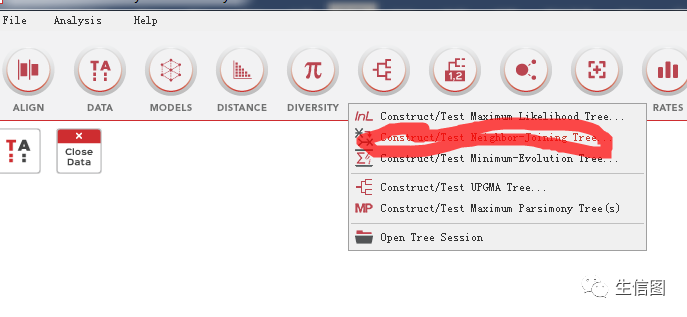 File Analysis Help
TA
π
1.2
ALIGN DATA MODELS DISTANCE DIVERSITY RATES
TA
×
Close
Data
lnL Construct/Test Maximum Likelihood Tree...
Construct/Test Neighbor-Joining Tree...
Construct/Test Minimum-Evolution Tree...
Construct/Test UPGMA Tree...
MP Construct/Test Maximum Parsimony Tree(s)
Open Tree Session
生信图